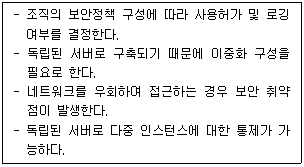 - 조직의 보안정책 구성에 따라 사용허가 및 로깅
여부를 결정한다.
- 독립된 서버로 구축되기 때문에 이중화 구성을
필요로 한다.
- 네트워크를 우회하여 접근하는 경우 보안 취약
점이 발생한다.
- 독립된 서버로 다중 인스턴스에 대한 통제가 가
능하다.